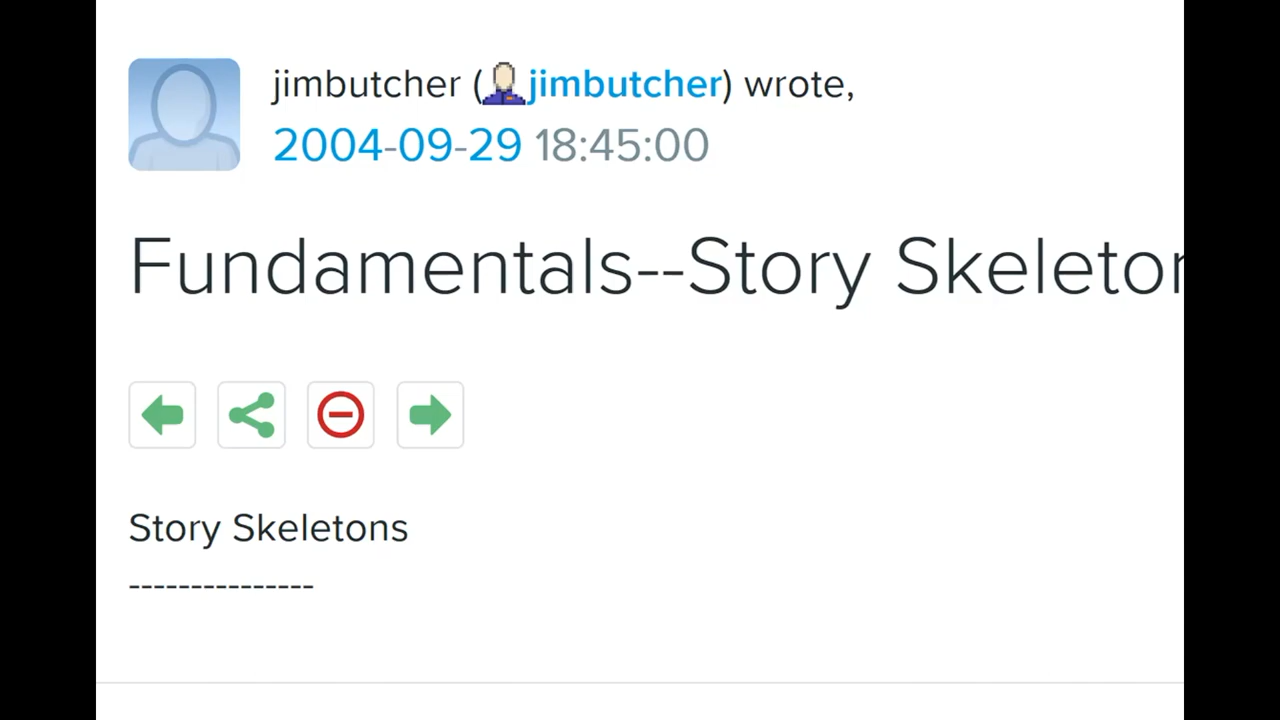 jimbutcher (jimbutcher) wrote,
2004-09-29 18:45:00
Fundamentals--Story Skeleton
Story Skeletons
---------------